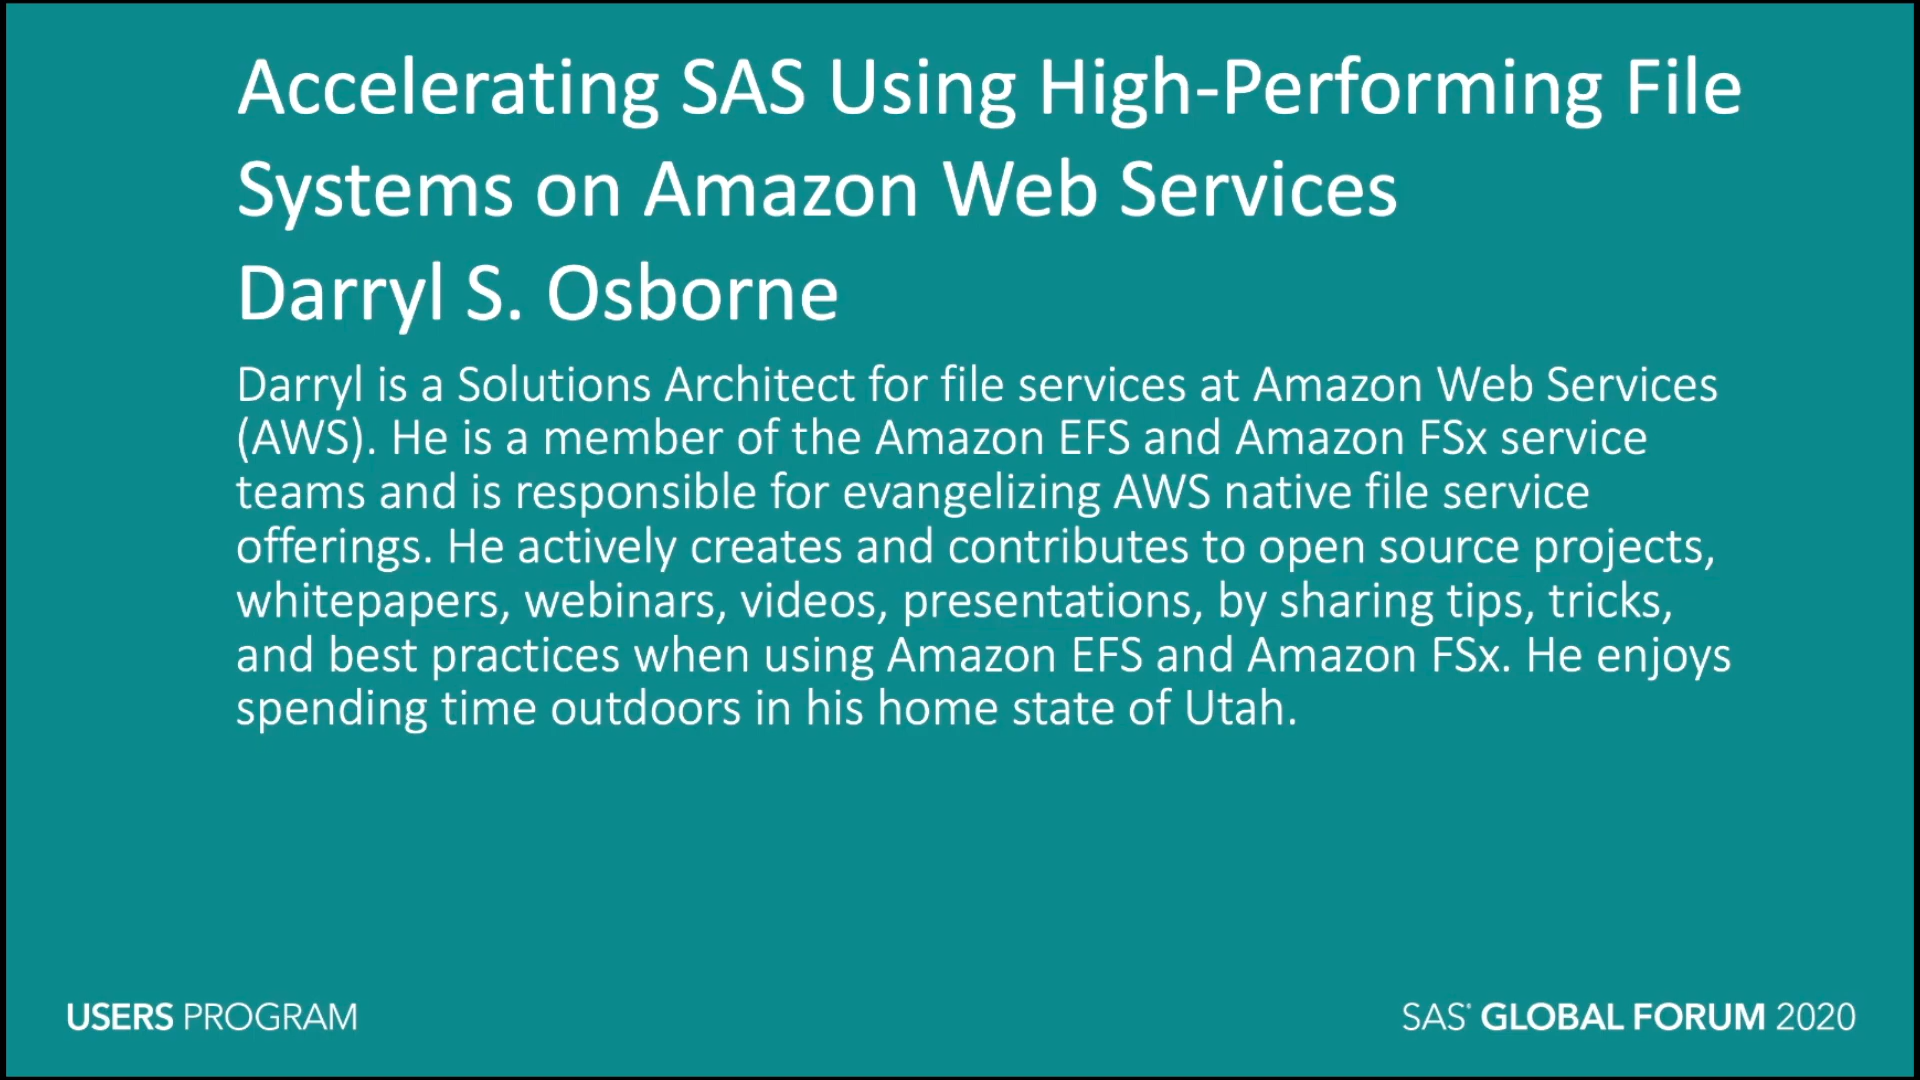 Accelerating SAS Using High-Performing File
Systems on Amazon Web Services
Darryl S. Osborne
Darryl is a Solutions Architect for file services at Amazon Web Services
(AWS). He is a member of the Amazon EFS and Amazon FSx service
teams and is responsible for evangelizing AWS native file service
offerings. He actively creates and contributes to open source projects,
whitepapers, webinars, videos, presentations, by sharing tips, tricks,
and best practices when using Amazon EFS and Amazon FSx. He enjoys
spending time outdoors in his home state of Utah.
USERS PROGRAM
SAS® GLOBAL FORUM 2020